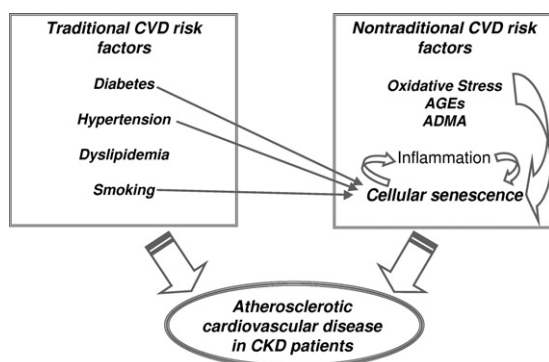 Traditional CVD risk
factors
Diabetes
Hypertension
Dyslipidemia
Smoking
Nontraditional CVD risk
factors
Oxidative Stress
AGEs
ADMA
Inflammation
Cellular senescence
Atherosclerotic
cardiovascular disease
in CKD patients